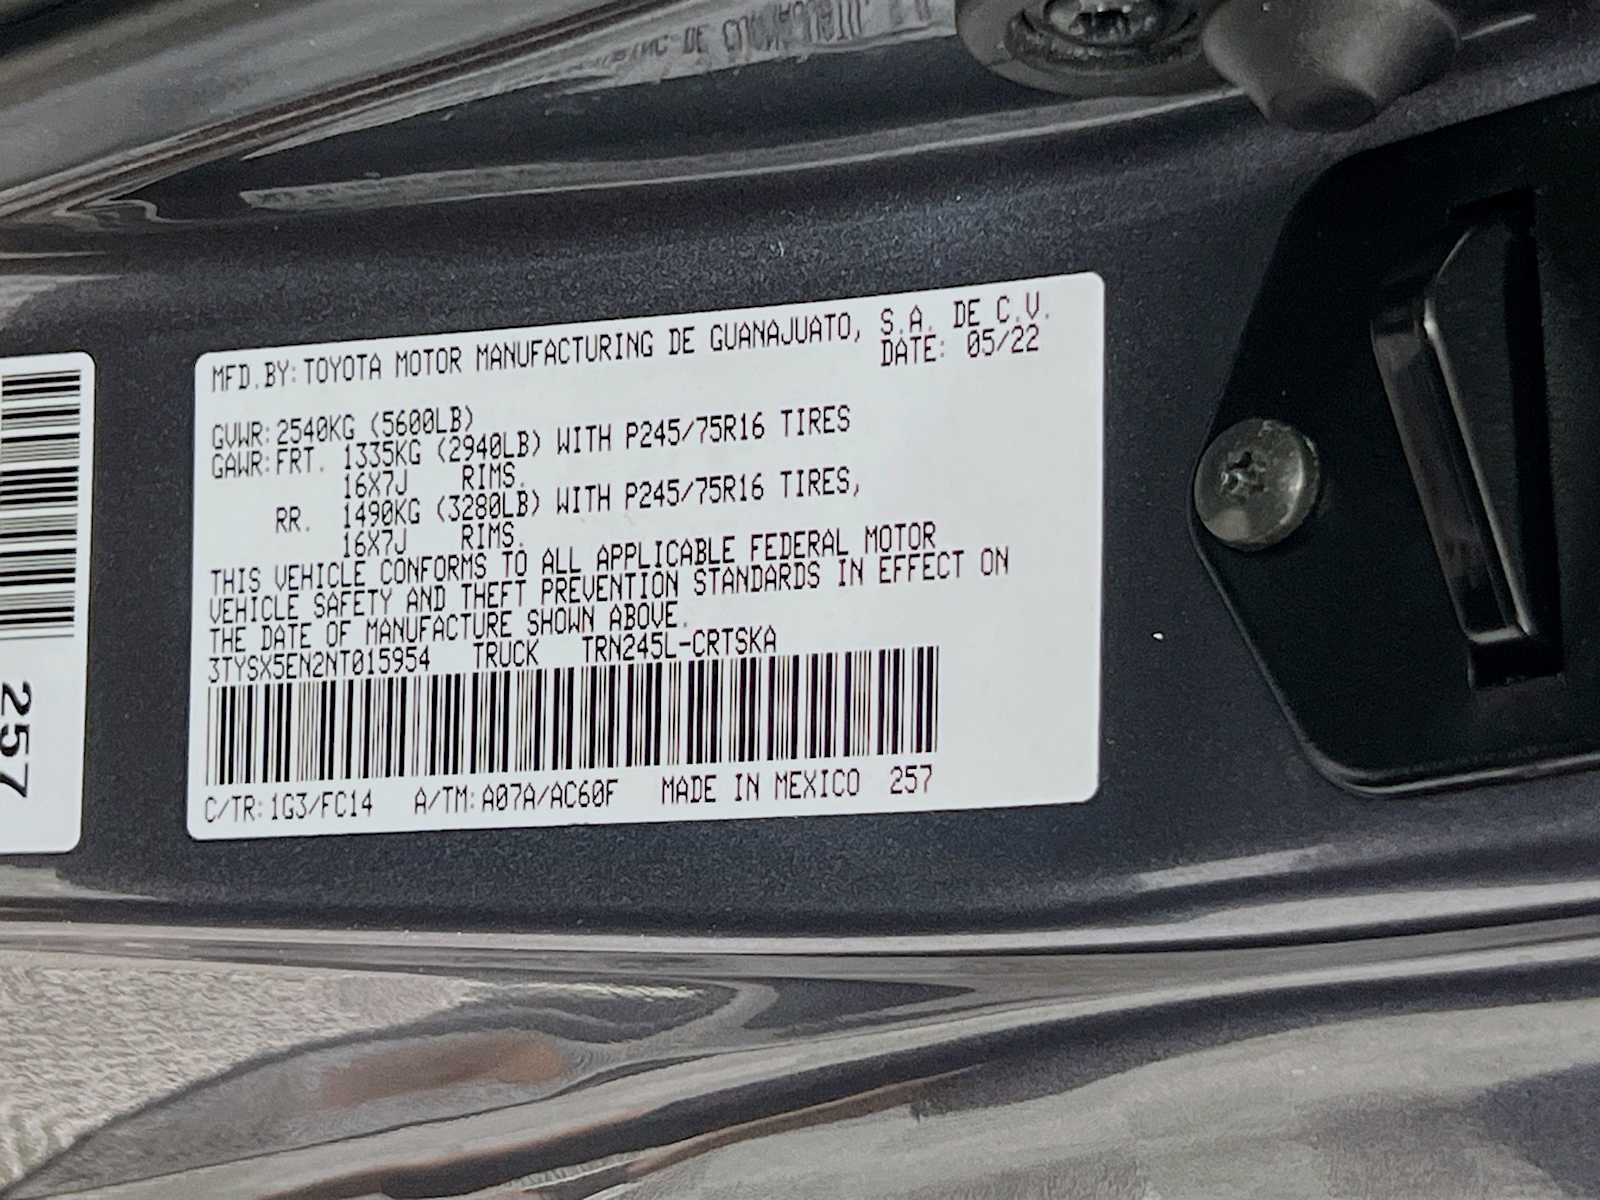 MFD.BY:TOYOTA MOTOR MANUFACTURING DE GUANAJUATO, S.A. DE C.V.
DATE: 05/22
GVWR:2540KG (5600LB)
GAWR:FRT. 1335KG (2940LB) WITH P245/75R16 TIRES
16X7J RIMS.
RR. 1490KG (3280LB) WITH P245/75R16 TIRES,
16X7J RIMS.
THIS VEHICLE CONFORMS TO ALL APPLICABLE FEDERAL MOTOR
VEHICLE SAFETY AND THEFT PREVENTION STANDARDS IN EFFECT ON
THE DATE OF MANUFACTURE SHOWN ABOVE.
3TYSX5EN2NT015954 TRUCK TRN245L-CRTSKA
C/TR:1G3/FC14 A/TM:A07A/AC60F MADE IN MEXICO 257
257